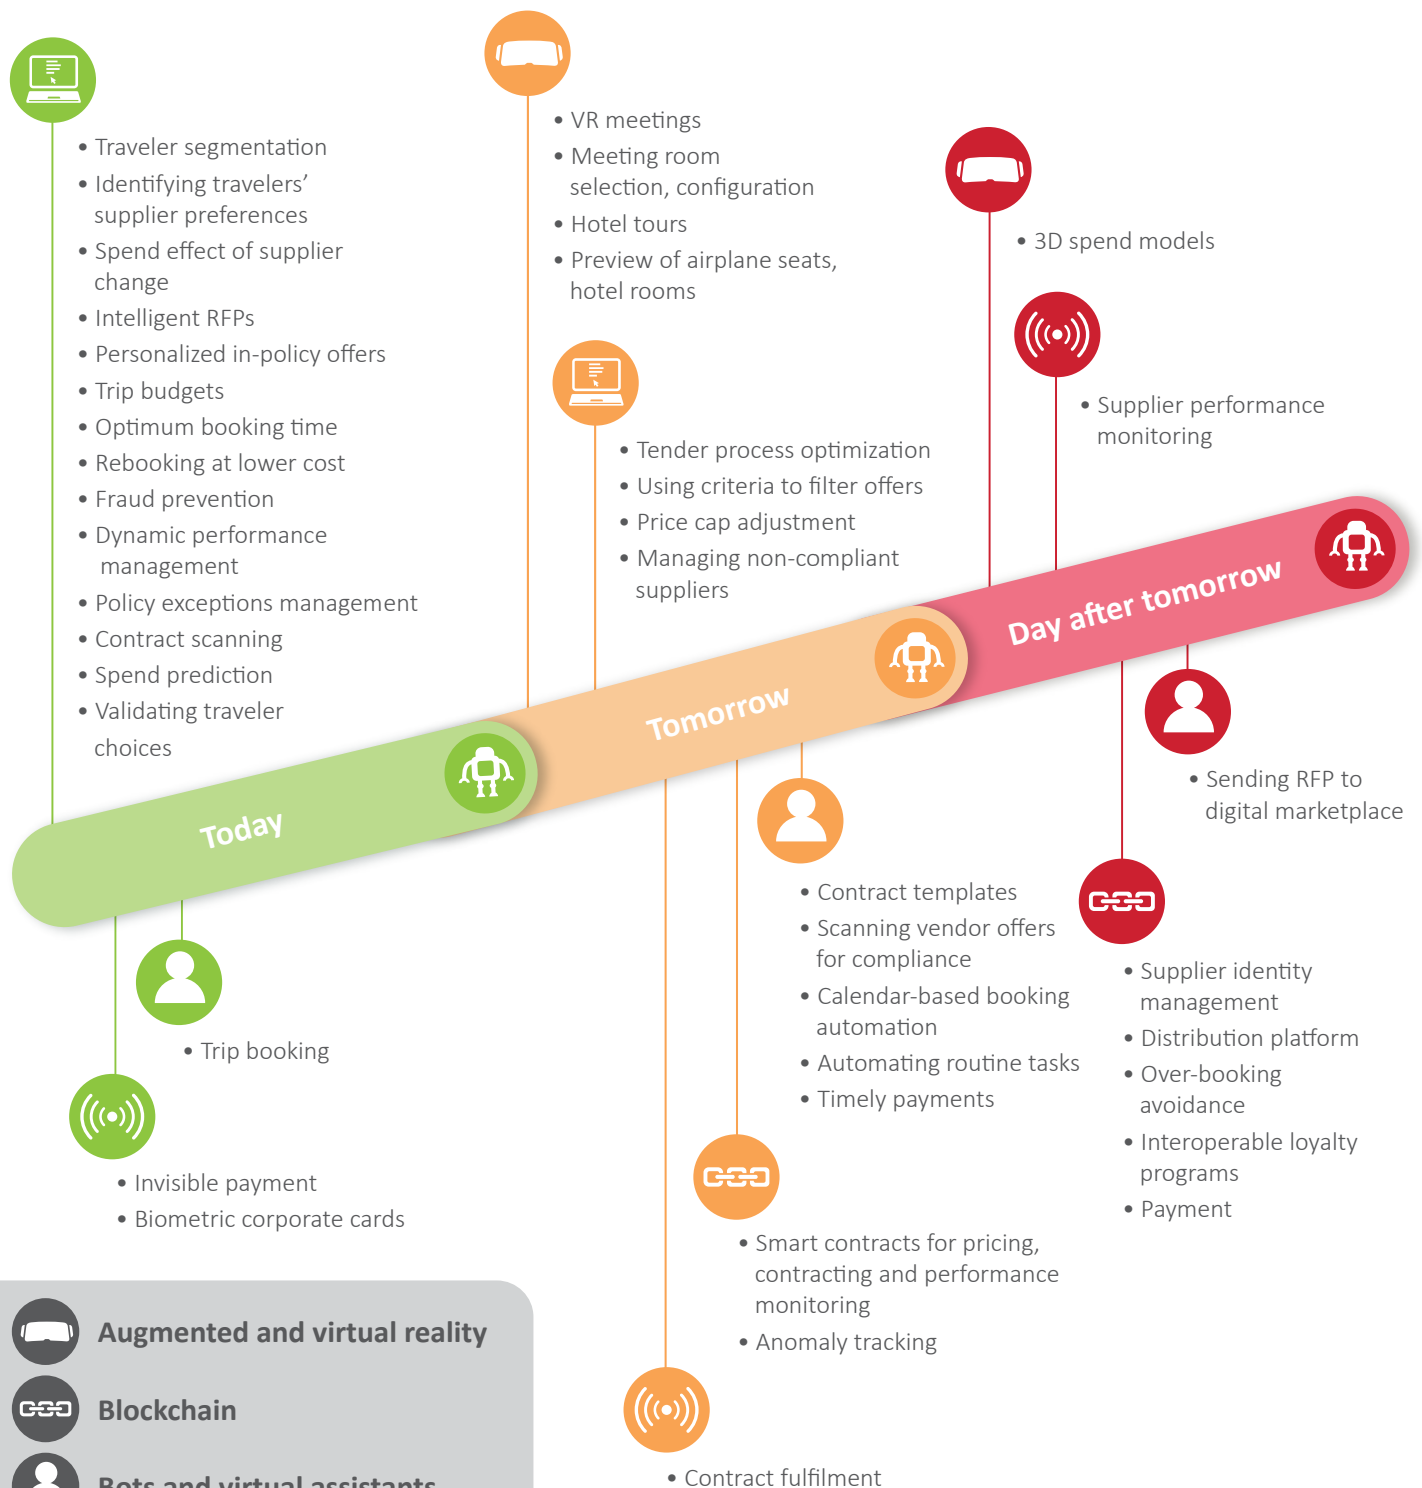 • Traveler segmentation
• Identifying travelers’
supplier preferences
• Spend effect of supplier
change
• Intelligent RFPs
• Personalized in-policy offers
• Trip budgets
• Optimum booking time
• Rebooking at lower cost
• Fraud prevention
• Dynamic performance
management
• Policy exceptions management
• Contract scanning
• Spend prediction
• Validating traveler
choices
• VR meetings
• Meeting room
selection, configuration
• Hotel tours
• Preview of airplane seats,
hotel rooms
• Tender process optimization
• Using criteria to filter offers
• Price cap adjustment
• Managing non-compliant
suppliers
• 3D spend models
• Supplier performance
monitoring
Today
Tomorrow
Day after tomorrow
• Trip booking
• Invisible payment
• Biometric corporate cards
• Contract templates
• Scanning vendor offers
for compliance
• Calendar-based booking
automation
• Automating routine tasks
• Timely payments
• Smart contracts for pricing,
contracting and performance
monitoring
• Anomaly tracking
• Contract fulfilment
• Sending RFP to
digital marketplace
• Supplier identity
management
• Distribution platform
• Over-booking
avoidance
• Interoperable loyalty
programs
• Payment
Augmented and virtual reality
Blockchain
Bots and virtual assistants